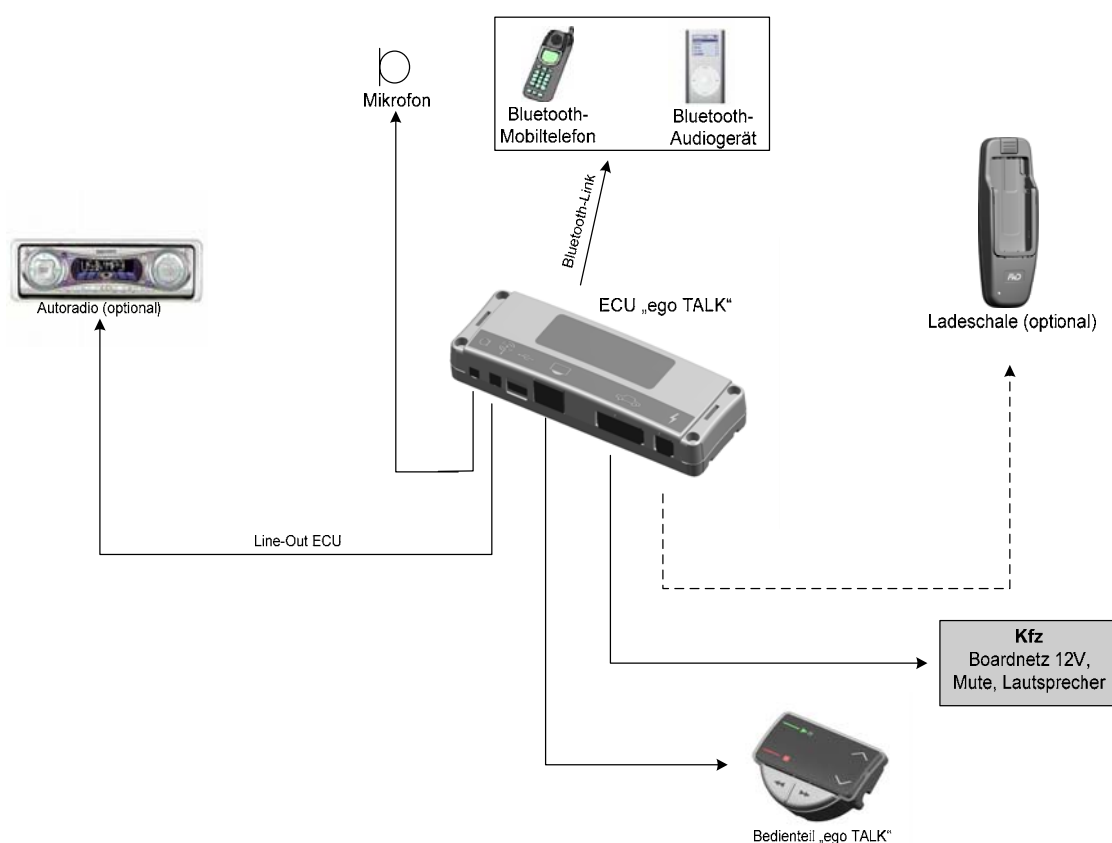 Mikrofon
Bluetooth-
Mobiltelefon
Bluetooth-
Audiogerät
Bluetooth-Link
Autoradio (optional)
ECU „ego TALK“
Ladeschale (optional)
Line-Out ECU
Kfz
Boardnetz 12V,
Mute, Lautsprecher
Bedienteil „ego TALK“